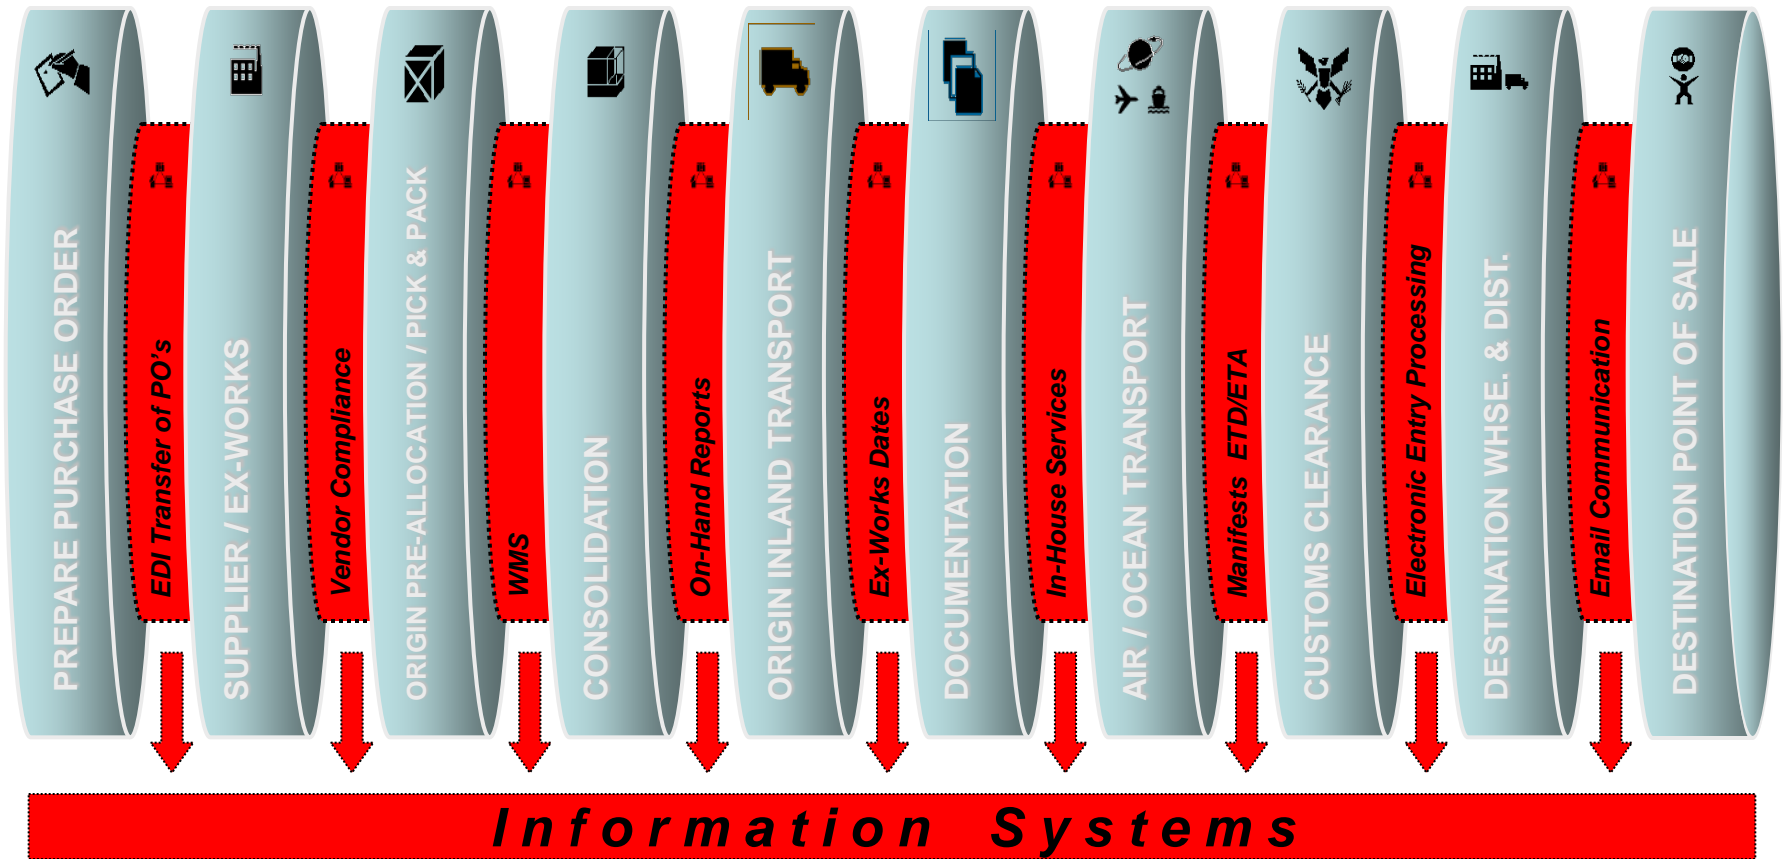 PREPARE PURCHASE ORDER
EDI Transfer of PO’s
SUPPLIER / EX-WORKS
Vendor Compliance
ORIGIN PRE-ALLOCATION / PICK & PACK
WMS
CONSOLIDATION
On-Hand Reports
ORIGIN INLAND TRANSPORT
Ex-Works Dates
DOCUMENTATION
In-House Services
AIR / OCEAN TRANSPORT
Manifests ETD/ETA
CUSTOMS CLEARANCE
Electronic Entry Processing
DESTINATION WHSE. & DIST.
Email Communication
DESTINATION POINT OF SALE
Information Systems